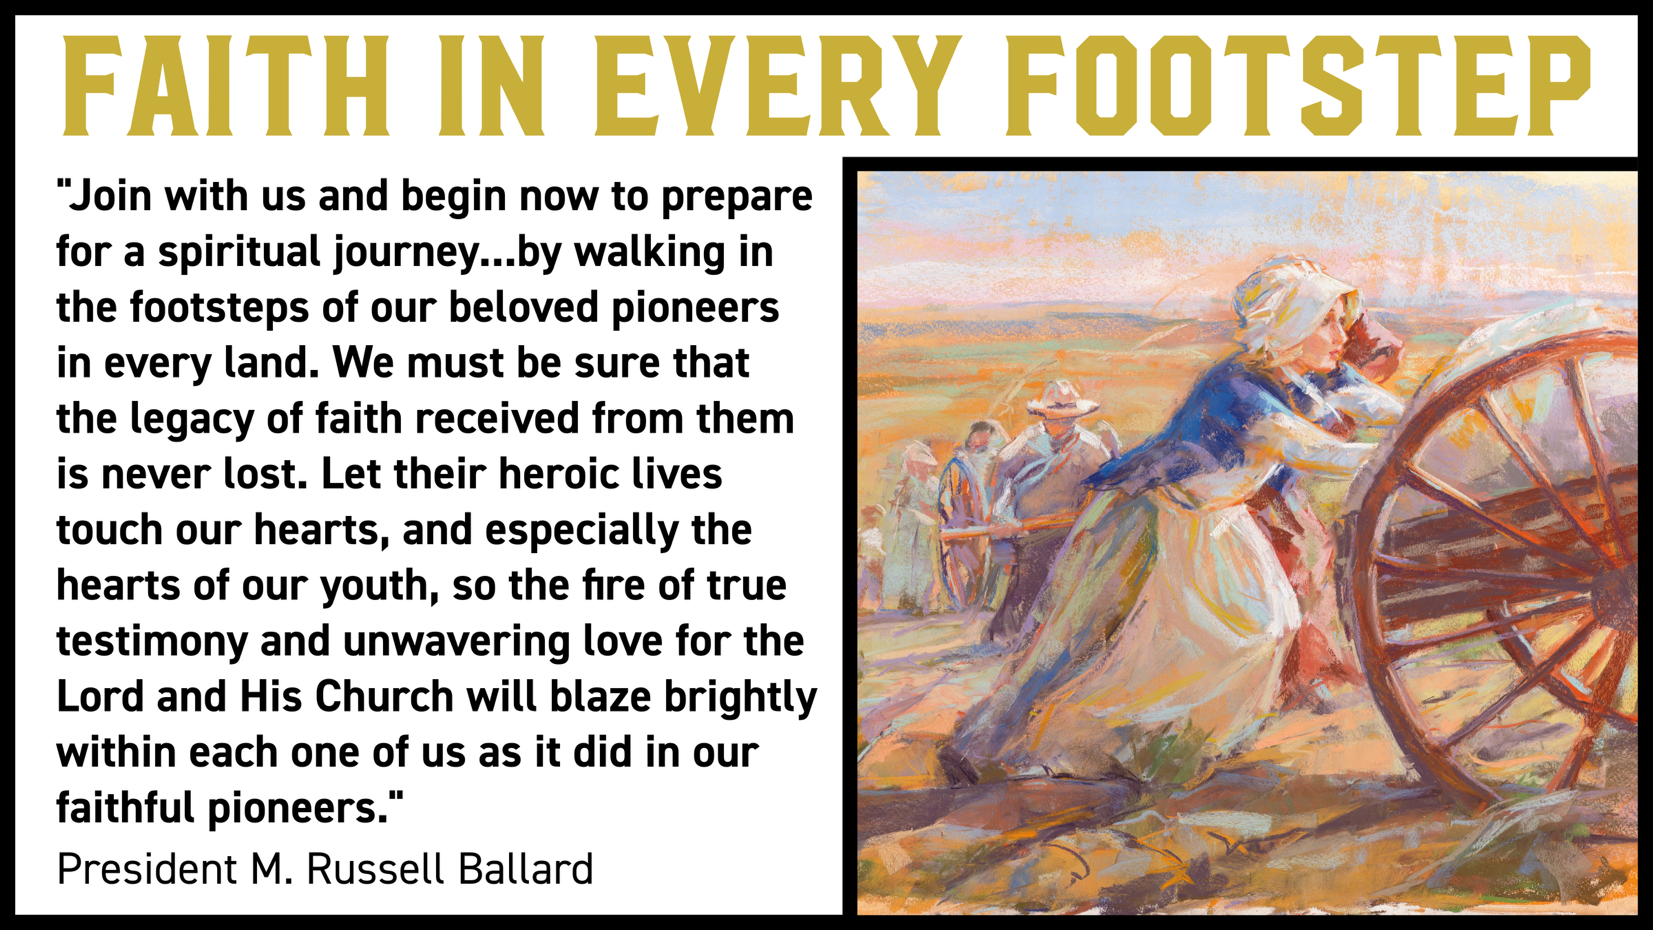 FAITH IN EVERY FOOTSTEP
"Join with us and begin now to prepare
for a spiritual journey...by walking in
the footsteps of our beloved pioneers
in every land. We must be sure that
the legacy of faith received from them
is never lost. Let their heroic lives
touch our hearts, and especially the
hearts of our youth, so the fire of true
testimony and unwavering love for the
Lord and His Church will blaze brightly
within each one of us as it did in our
faithful pioneers."
President M. Russell Ballard